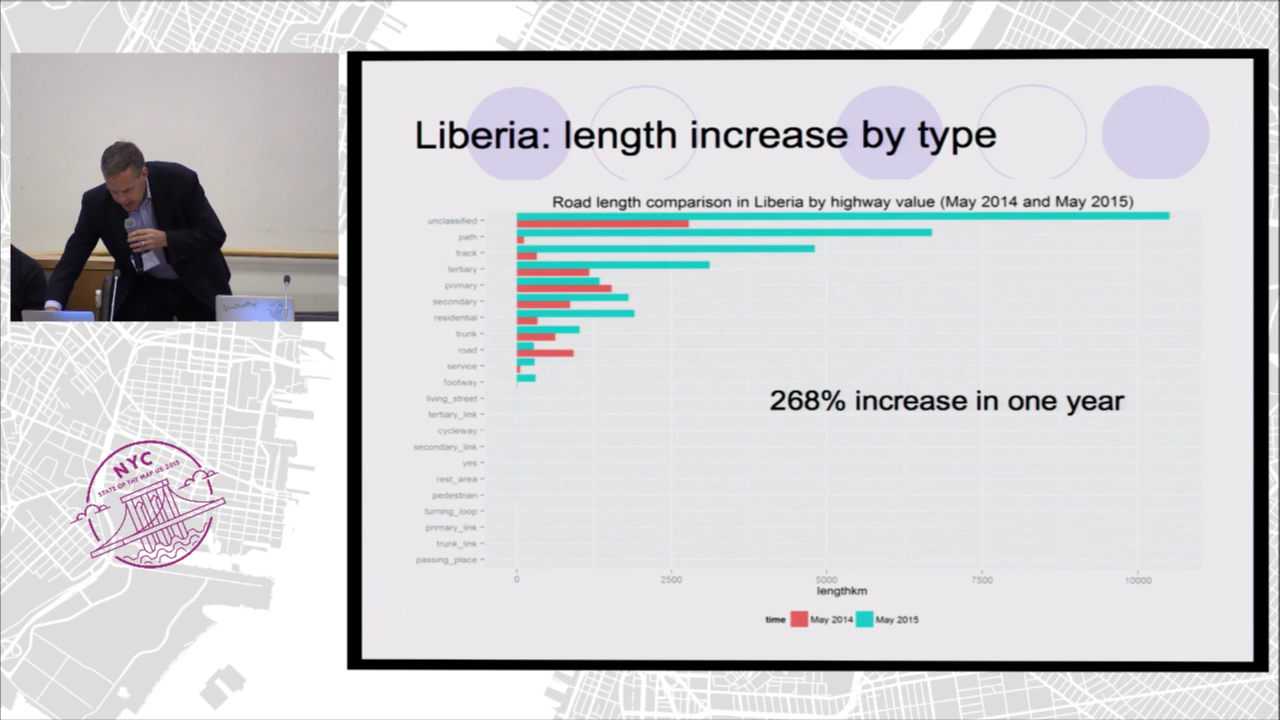 Liberia: length increase by type
Road length comparison in Liberia by highway value (May 2014 and May 2015)
unclassified
path
track
tertiary
primary
secondary
residential
trunk
road
service
footway
living_street
tertiary_link
cycleway
secondary_link
yes
rest_area
pedestrian
turning_loop
primary_link
trunk_link
passing_place
268% increase in one year
0 2500 5000 7500 10000
lengthkm
time May 2014 May 2015
NYC
STATE OF THE MAP US 2015